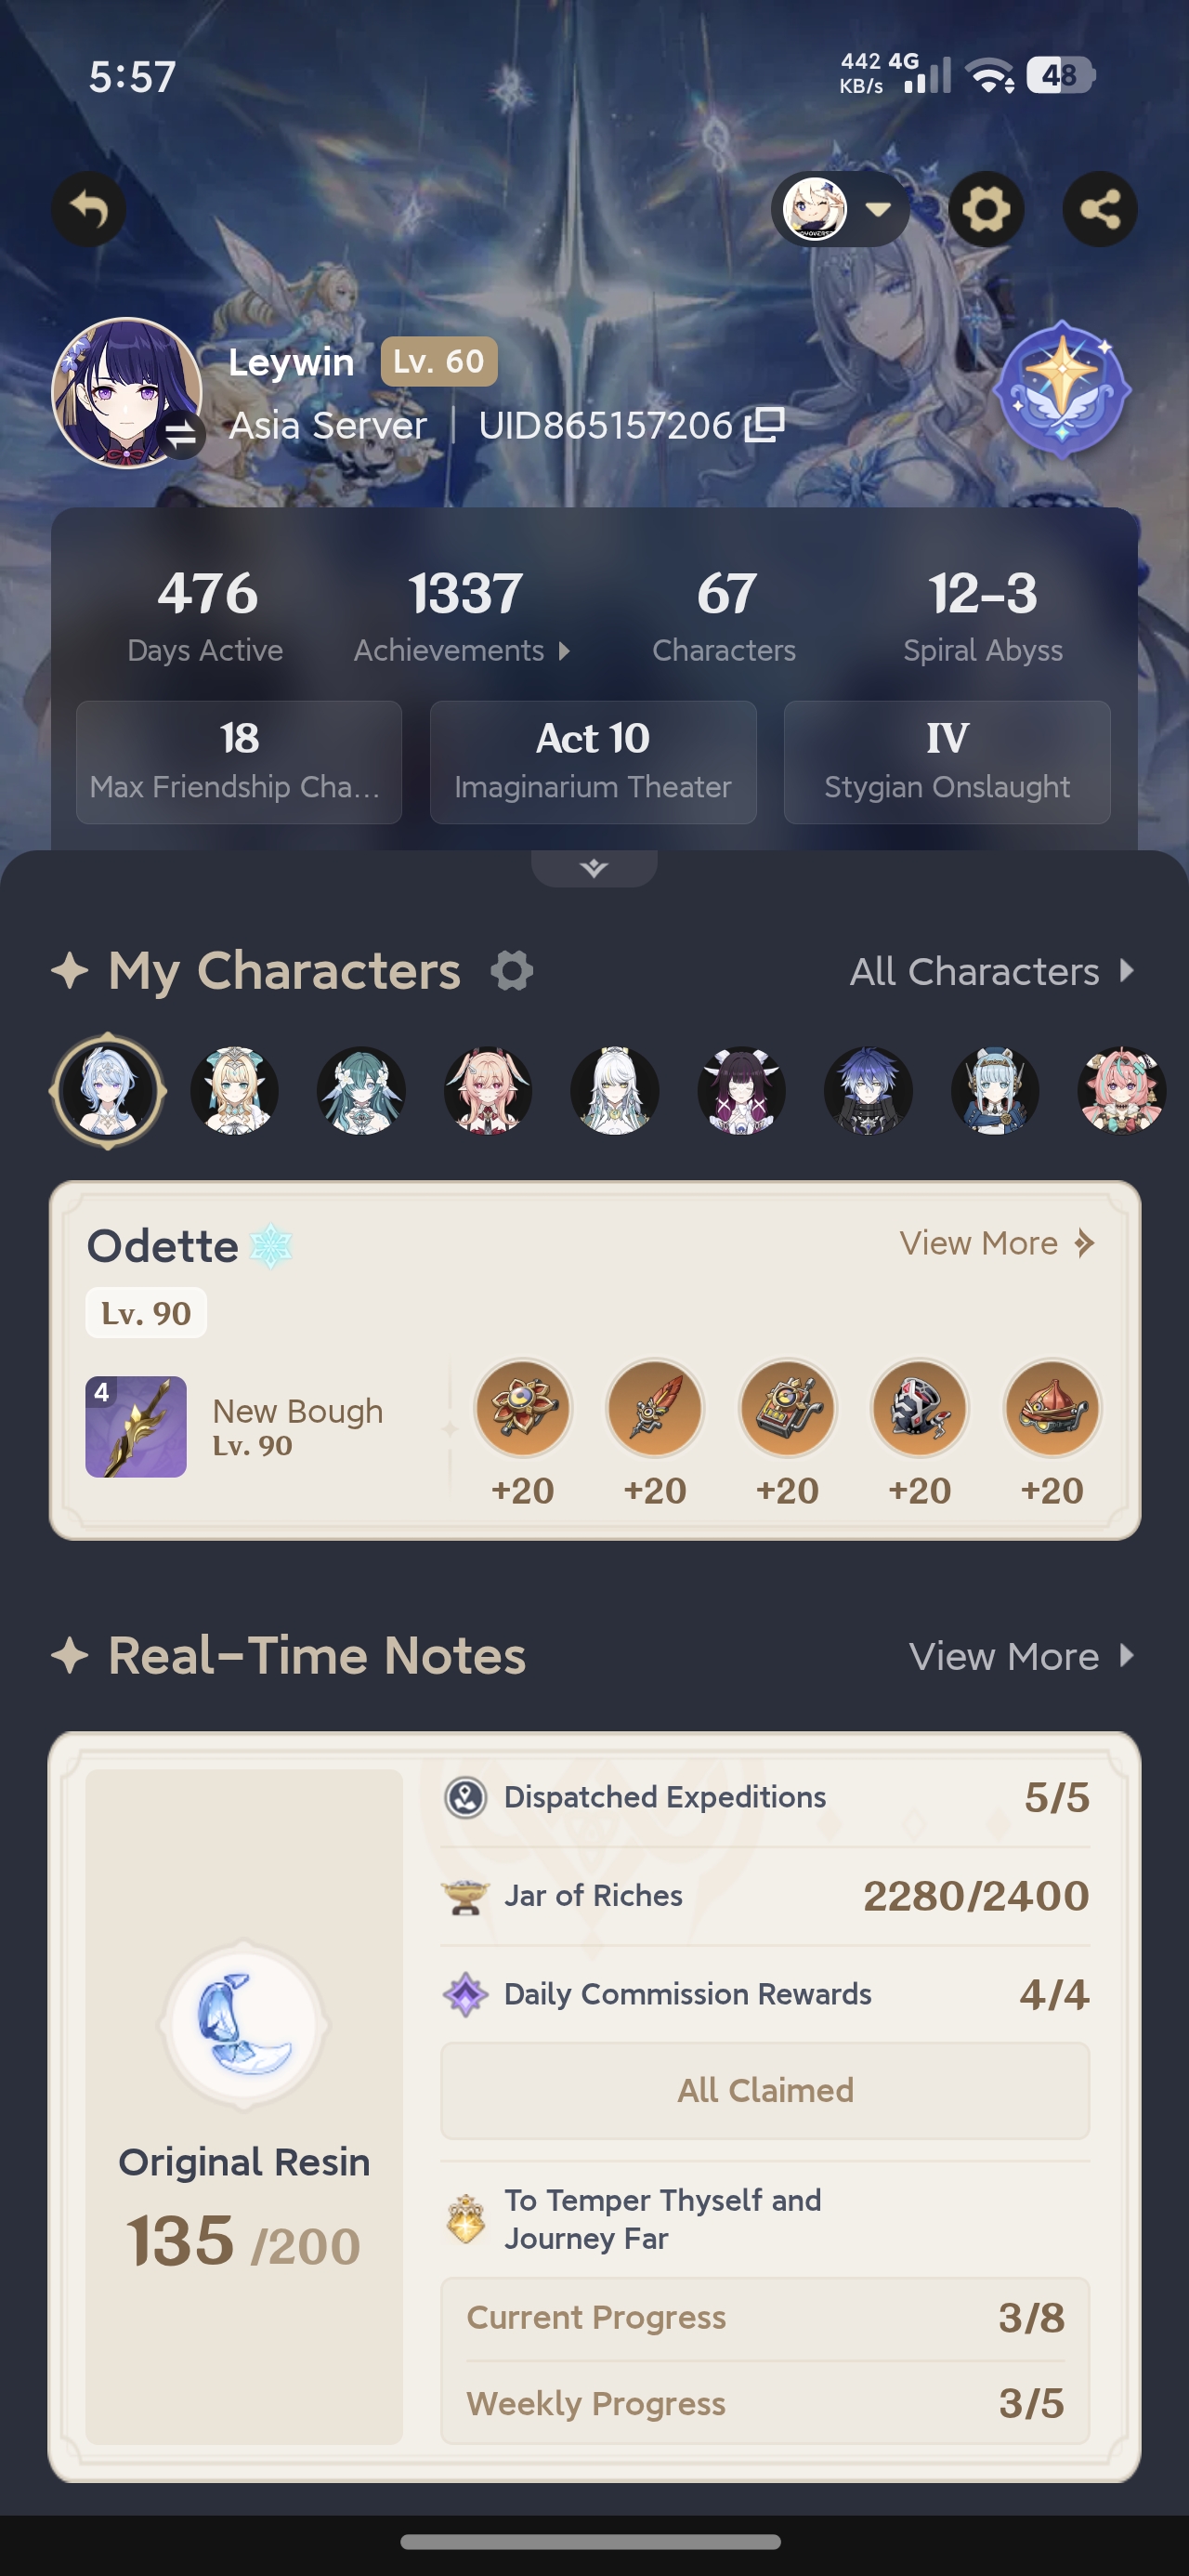 5:57
442 4G
KB/s
48
Leywin Lv. 60
Asia Server | UID865157206
476 1337 67 12-3
Days Active Achievements Characters Spiral Abyss
18 Act 10 IV
Max Friendship Cha... Imaginarium Theater Stygian Onslaught
My Characters All Characters
Odette View More
Lv. 90
4
New Bough
Lv. 90
+20 +20 +20 +20 +20
Real-Time Notes View More
Dispatched Expeditions 5/5
Jar of Riches 2280/2400
Daily Commission Rewards 4/4
All Claimed
Original Resin
135 /200
To Temper Thyself and
Journey Far
Current Progress 3/8
Weekly Progress 3/5